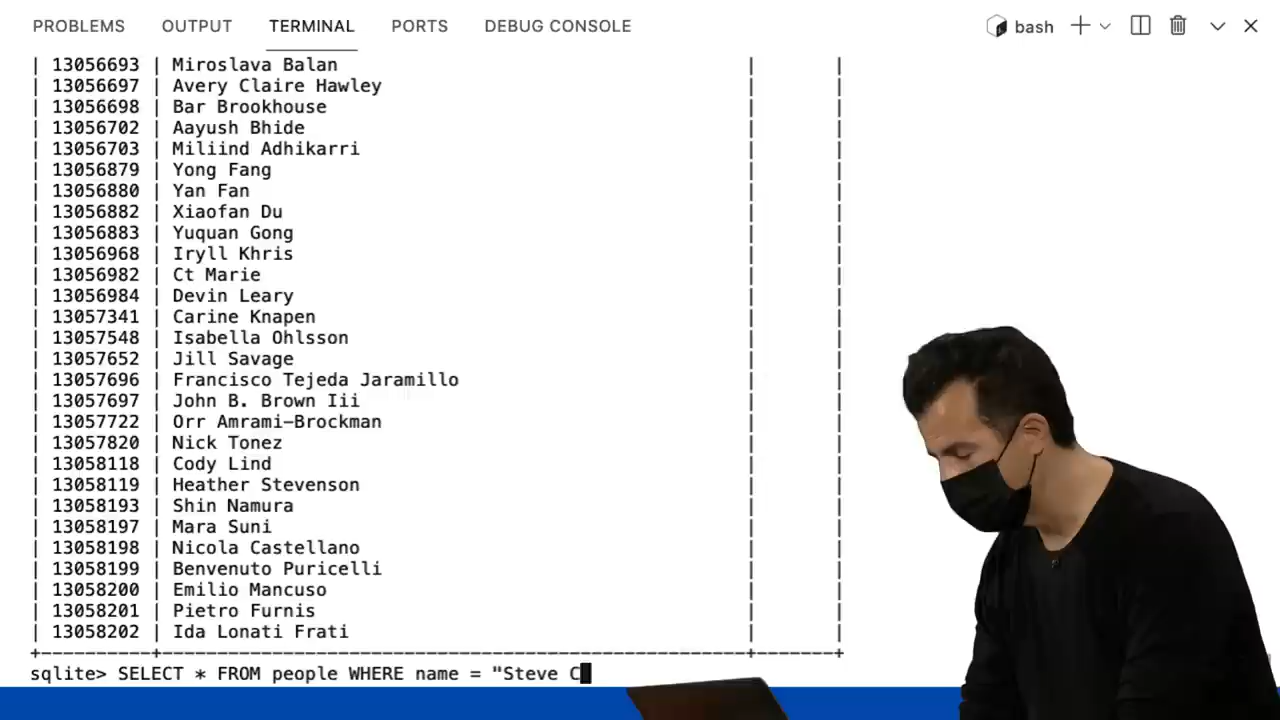 PROBLEMS OUTPUT TERMINAL PORTS DEBUG CONSOLE bash
| 13056693 | Miroslava Balan | |
| 13056697 | Avery Claire Hawley | |
| 13056698 | Bar Brookhouse | |
| 13056702 | Aayush Bhide | |
| 13056703 | Miliind Adhikarri | |
| 13056879 | Yong Fang | |
| 13056880 | Yan Fan | |
| 13056882 | Xiaofan Du | |
| 13056883 | Yuquan Gong | |
| 13056968 | Iryll Khris | |
| 13056982 | Ct Marie | |
| 13056984 | Devin Leary | |
| 13057341 | Carine Knapen | |
| 13057548 | Isabella Ohlsson | |
| 13057652 | Jill Savage | |
| 13057696 | Francisco Tejeda Jaramillo | |
| 13057697 | John B. Brown Iii | |
| 13057722 | Orr Amrami-Brockman | |
| 13057820 | Nick Tonez | |
| 13058118 | Cody Lind | |
| 13058119 | Heather Stevenson | |
| 13058193 | Shin Namura | |
| 13058197 | Mara Suni | |
| 13058198 | Nicola Castellano | |
| 13058199 | Benvenuto Puricelli | |
| 13058200 | Emilio Mancuso | |
| 13058201 | Pietro Furnis | |
| 13058202 | Ida Lonati Frati | |
sqlite> SELECT * FROM people WHERE name = "Steve C